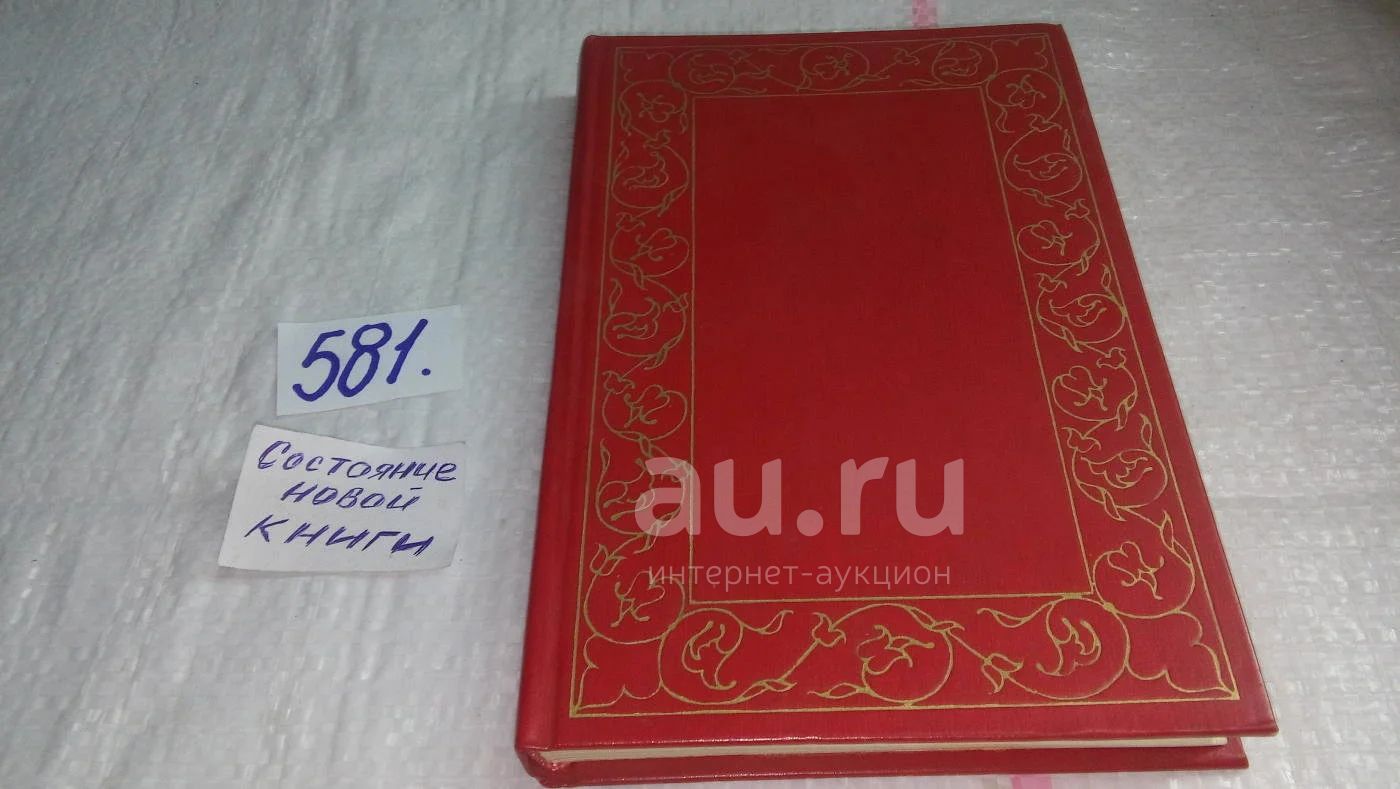 581.
Состояние
новой
книги
au.ru
интернет-аукцион